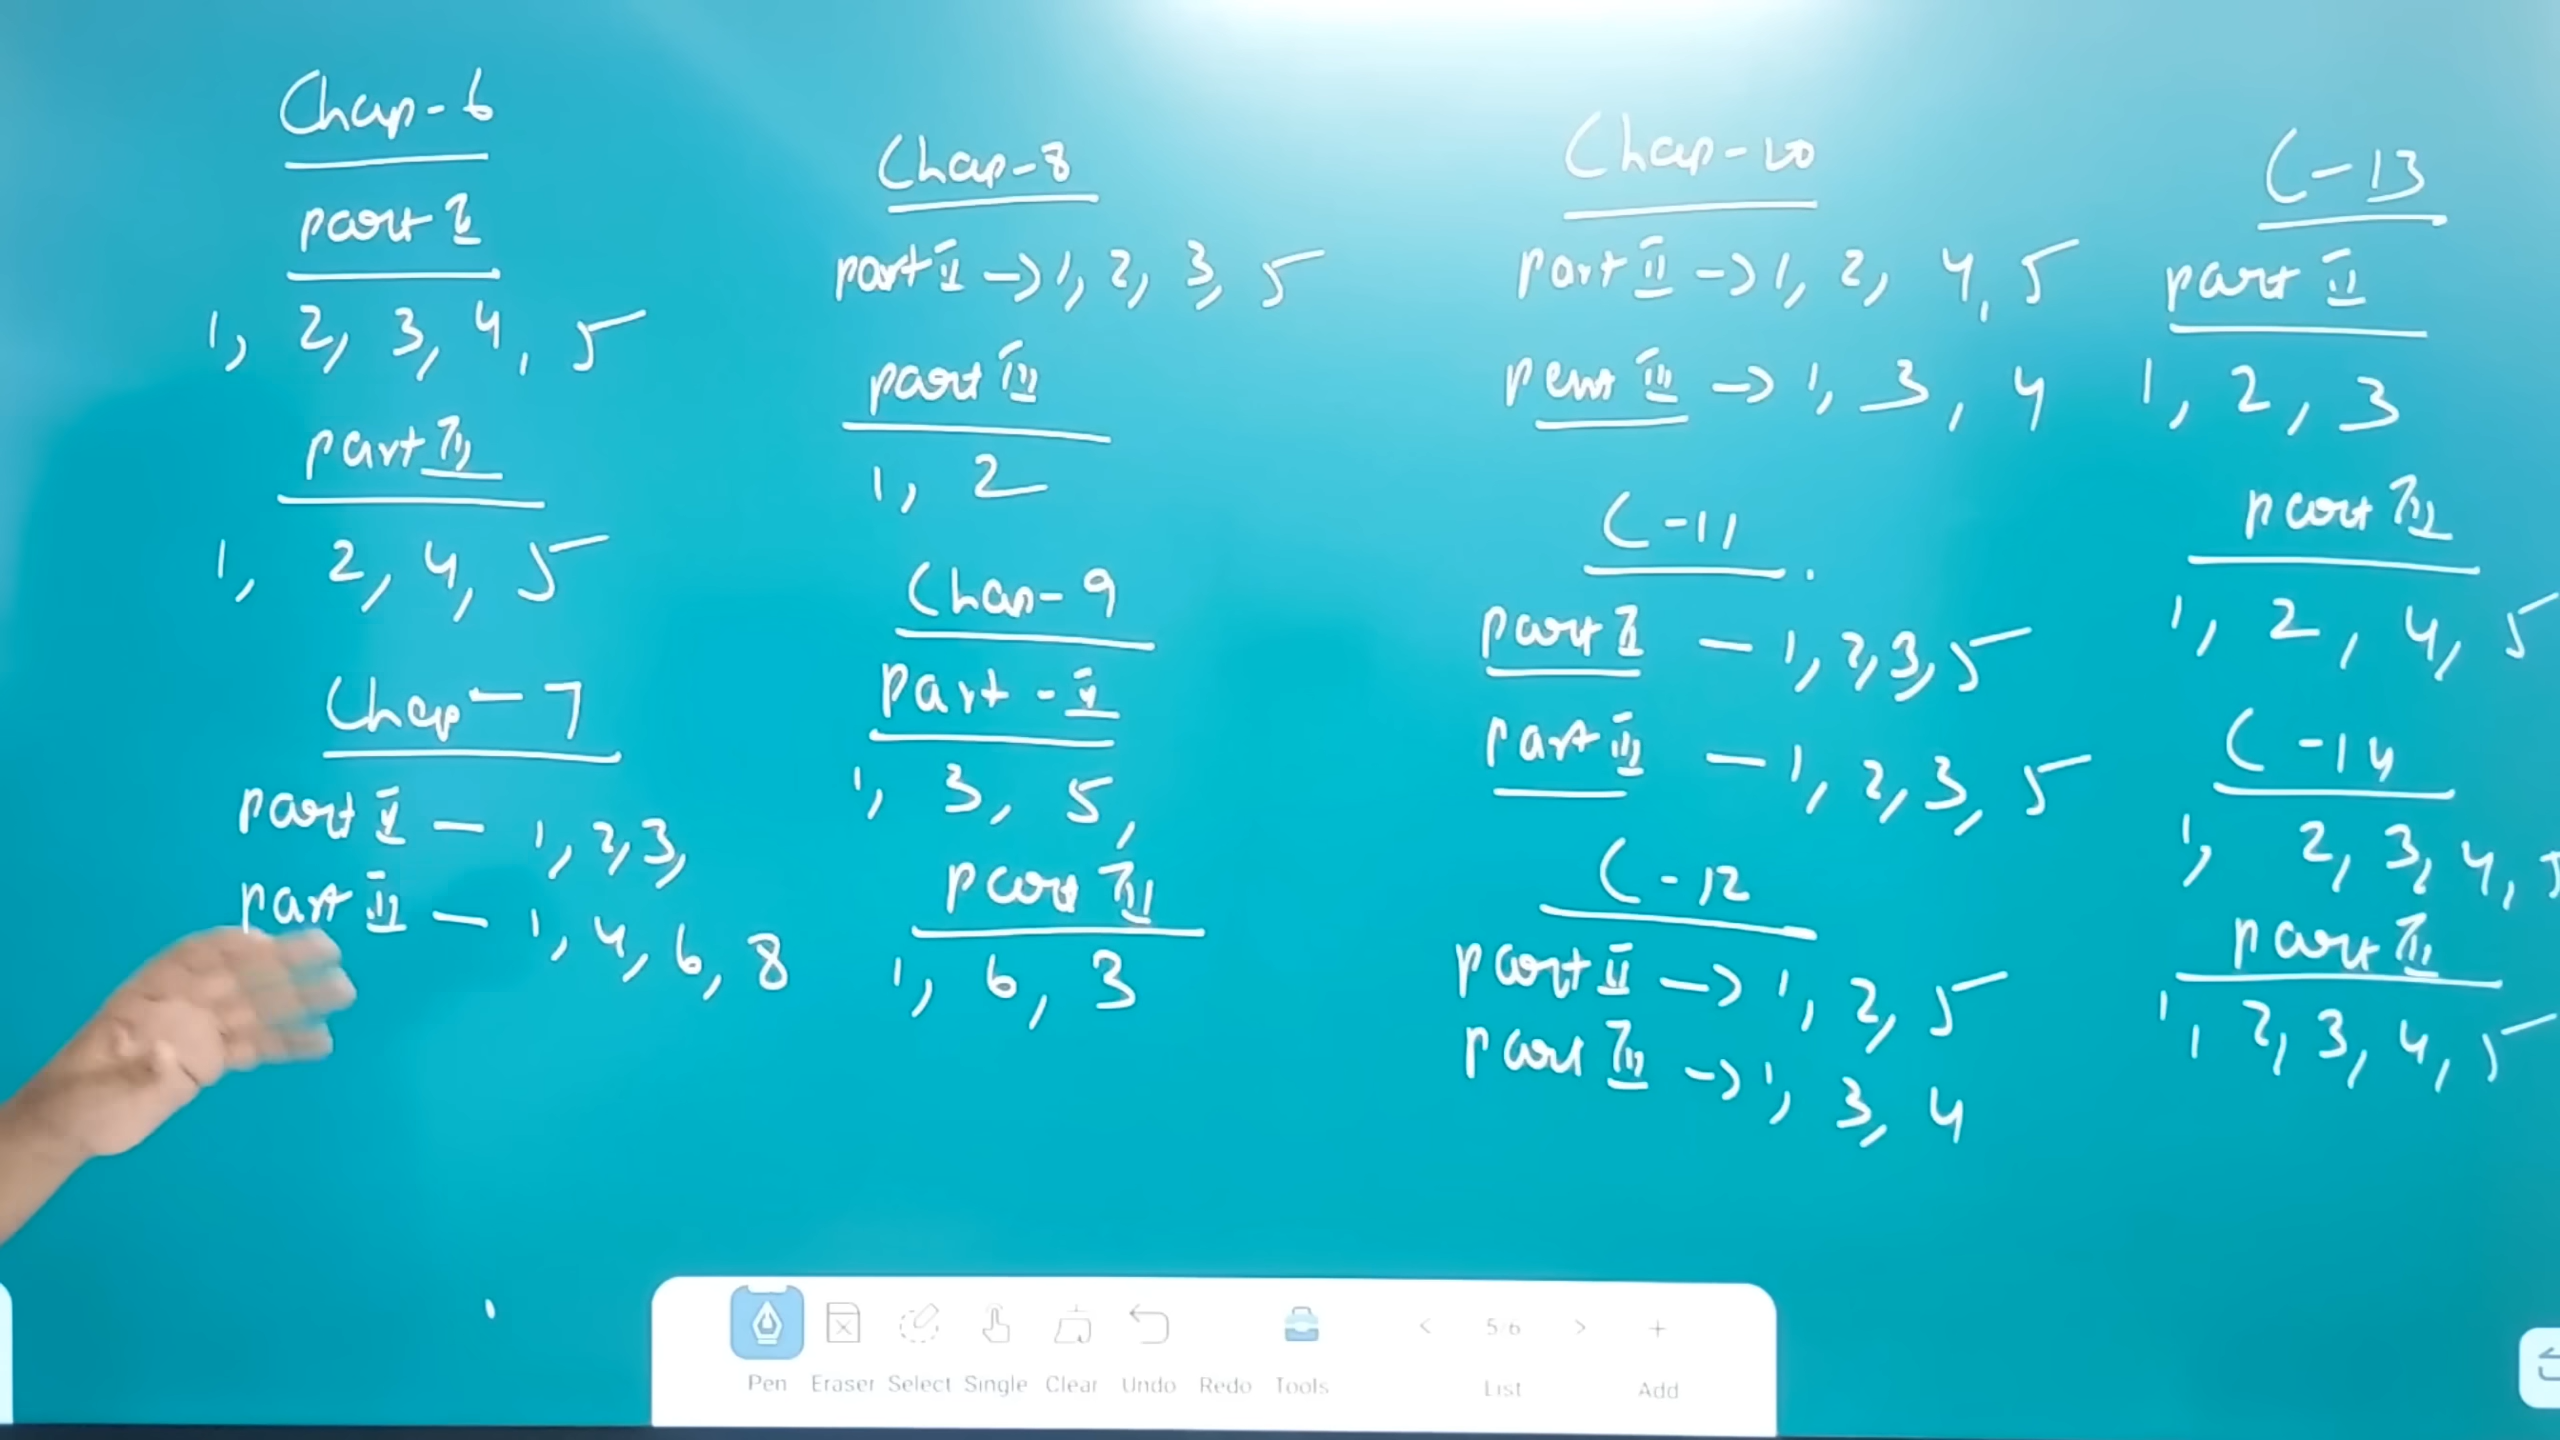 Chap-6
part II
1, 2, 3, 4, 5
part III
1, 2, 4, 5
Chap-7
part II - 1, 2, 3,
part III - 1, 4, 6, 8
Chap-8
part II → 1, 2, 3, 5
part III
1, 2
Chap-9
Part-II
1, 3, 5,
part III
1, 6, 3
Chap-10
part II → 1, 2, 4, 5
part III → 1, 3, 4
C-11
part II - 1, 2, 3, 5
part III - 1, 2, 3, 5
C-12
part II → 1, 2, 5
part III → 1, 3, 4
C-13
part II
1, 2, 3
part III
1, 2, 4, 5
C-14
1, 2, 3, 4, 5
part III
1, 2, 3, 4, 5
Pen Eraser Select Single Clear Undo Redo Tools
< 5/6 > +
List Add